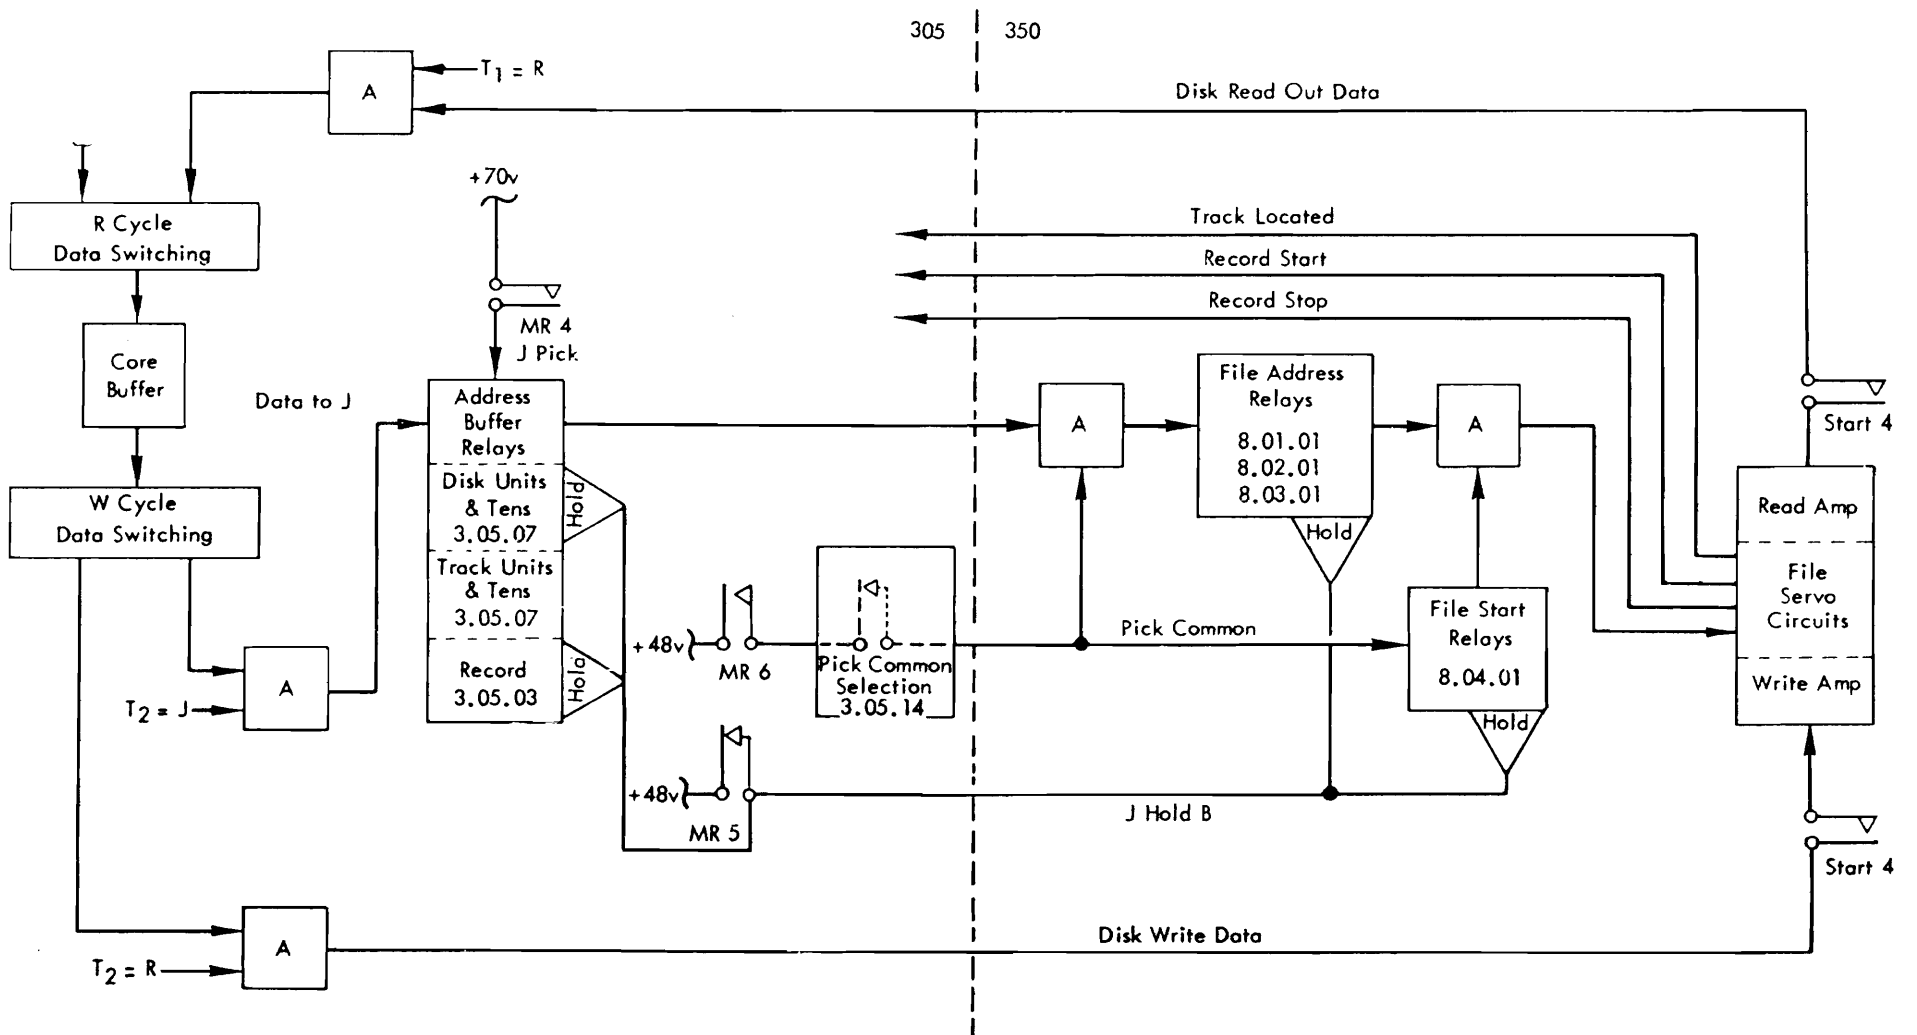 305
350
T1 = R
A
Disk Read Out Data
+70v
R Cycle
Data Switching
Track Located
Record Start
Record Stop
MR 4
J Pick
Core
Buffer
Data to J
Address
Buffer
Relays
Disk Units
& Tens
3.05.07
Track Units
& Tens
3.05.07
Record
3.05.03
Hold
Hold
A
File Address
Relays
8.01.01
8.02.01
8.03.01
Hold
A
Start 4
W Cycle
Data Switching
Read Amp
File
Servo
Circuits
Write Amp
+48v
MR 6
Pick Common
Selection
3.05.14
Pick Common
File Start
Relays
8.04.01
Hold
A
T2 = J
+48v
MR 5
J Hold B
Start 4
A
T2 = R
Disk Write Data